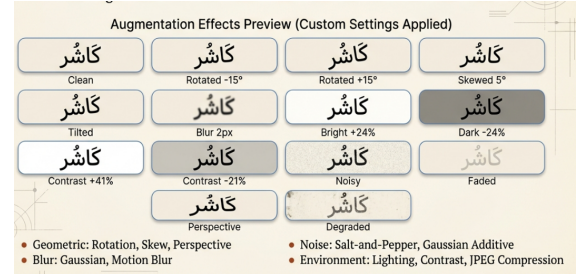 Augmentation Effects Preview (Custom Settings Applied)
كَاشُر كَاشُر كَاشُر كَاشُر
Clean Rotated -15° Rotated +15° Skewed 5°
كَاشُر كَاشُر كَاشُر كَاشُر
Tilted Blur 2px Bright +24% Dark -24%
كَاشُر كَاشُر كَاشُر كَاشُر
Contrast +41% Contrast -21% Noisy Faded
كَاشُر كَاشُر
Perspective Degraded
• Geometric: Rotation, Skew, Perspective
• Blur: Gaussian, Motion Blur
• Noise: Salt-and-Pepper, Gaussian Additive
• Environment: Lighting, Contrast, JPEG Compression